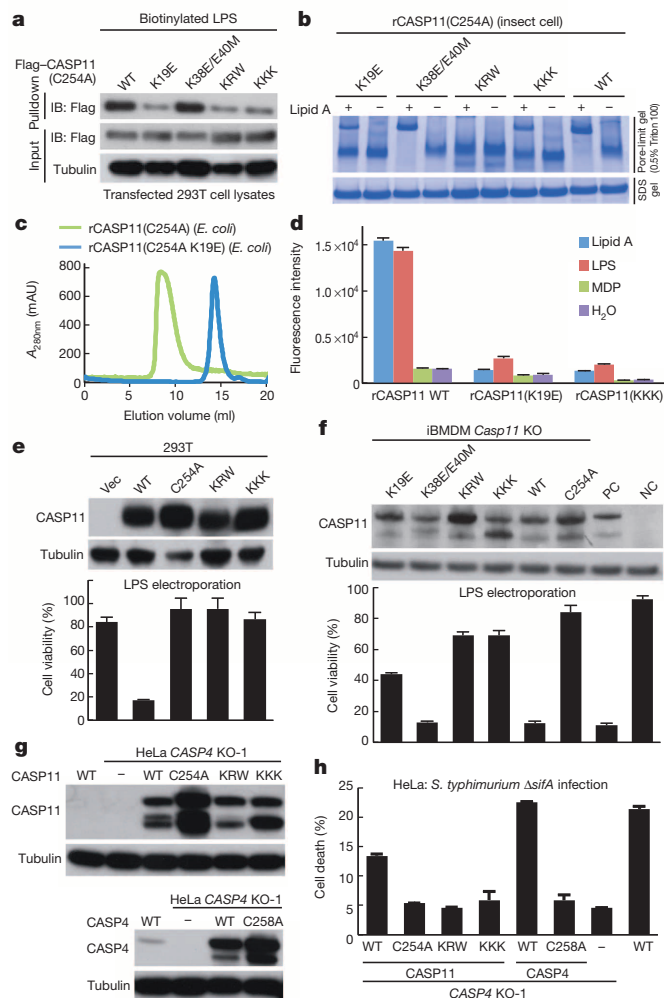 a
Biotinylated LPS
Flag–CASP11
(C254A)
WT K19E K38E/E40M KRW KKK
Pulldown
IB: Flag
Input
IB: Flag
Tubulin
Transfected 293T cell lysates
b
rCASP11(C254A) (insect cell)
K19E K38E/E40M KRW KKK WT
Lipid A + – + – + – + – + –
Pore-limit gel
(0.5% Triton 100)
SDS
gel
c
rCASP11(C254A) (E. coli)
rCASP11(C254A K19E) (E. coli)
A280nm (mAU)
800
600
400
200
0
0 5 10 15 20
Elution volume (ml)
d
Fluorescence intensity
1.5×10⁴
1.0×10⁴
5.0×10⁴
0
Lipid A
LPS
MDP
H₂O
rCASP11 WT rCASP11(K19E) rCASP11(KKK)
e
293T
Vec WT C254A KRW KKK
CASP11
Tubulin
LPS electroporation
Cell viability (%)
100
80
60
40
20
0
f
iBMDM Casp11 KO
K19E K38E/E40M KRW KKK WT C254A PC NC
CASP11
Tubulin
LPS electroporation
Cell viability (%)
100
80
60
40
20
0
g
HeLa CASP4 KO-1
CASP11 WT – WT C254A KRW KKK
CASP11
Tubulin
HeLa CASP4 KO-1
CASP4 WT – WT C258A
CASP4
Tubulin
h
HeLa: S. typhimurium ΔsifA infection
Cell death (%)
25
20
15
10
5
0
WT C254A KRW KKK WT C258A – WT
CASP11 CASP4
CASP4 KO-1